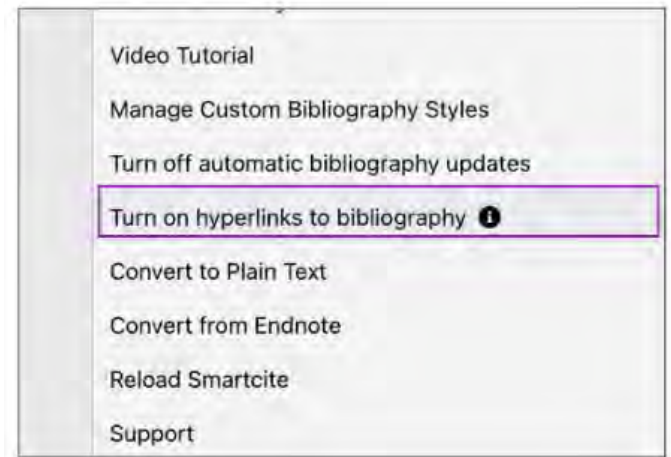 Video Tutorial
Manage Custom Bibliography Styles
Turn off automatic bibliography updates
Turn on hyperlinks to bibliography
Convert to Plain Text
Convert from Endnote
Reload Smartcite
Support